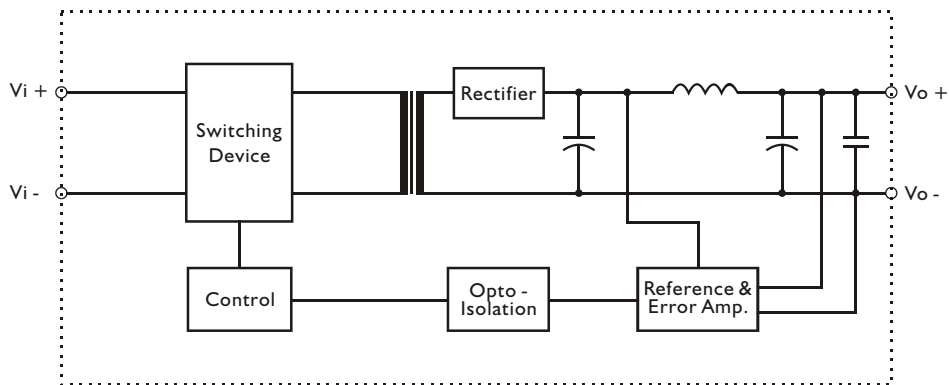 Vi +
Switching
Device
Rectifier
Vo +
Vi -
Vo -
Control
Opto -
Isolation
Reference &
Error Amp.